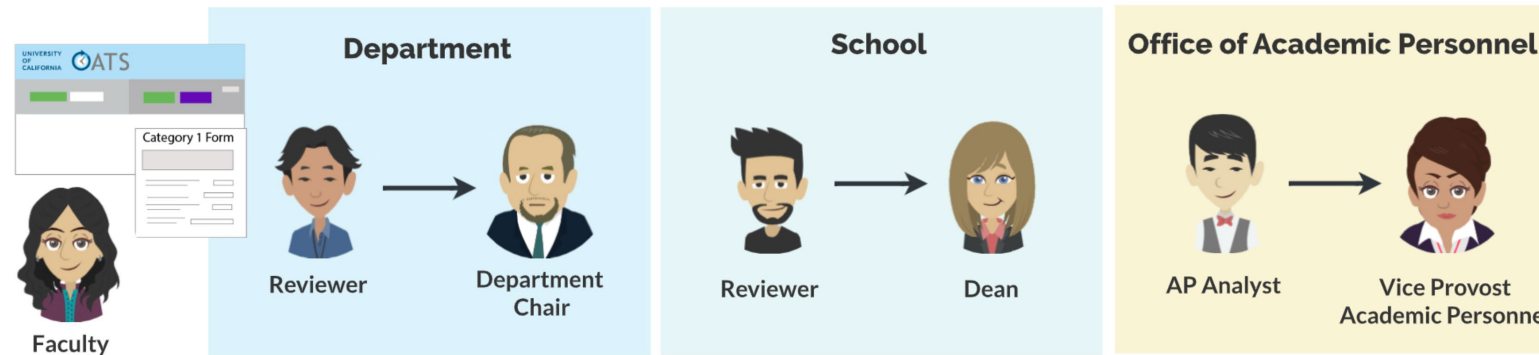 UNIVERSITY
OF
CALIFORNIA
OATS
Category 1 Form
Faculty
Department
Reviewer
Department
Chair
School
Reviewer
Dean
Office of Academic Personnel
AP Analyst
Vice Provost
Academic Personne